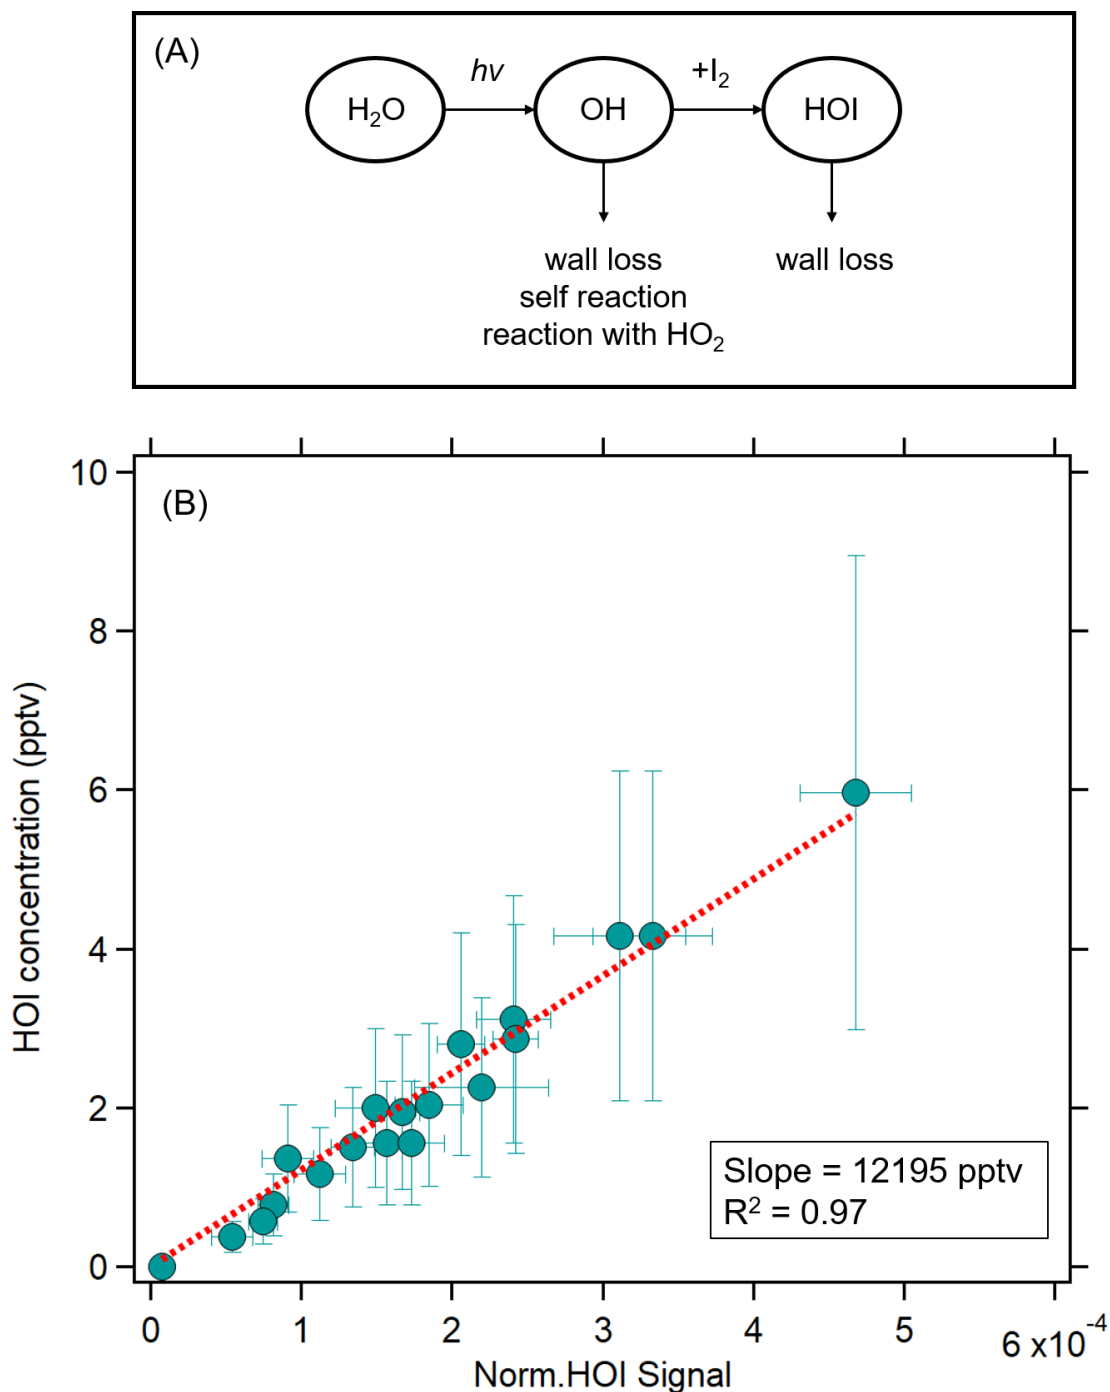 (A)
hv
+I₂
H₂O
OH
HOI
wall loss
self reaction
reaction with HO₂
wall loss
(B)
10
8
6
4
2
0
HOI concentration (pptv)
Slope = 12195 pptv
R² = 0.97
0 1 2 3 4 5 6 x10⁻⁴
Norm.HOI Signal